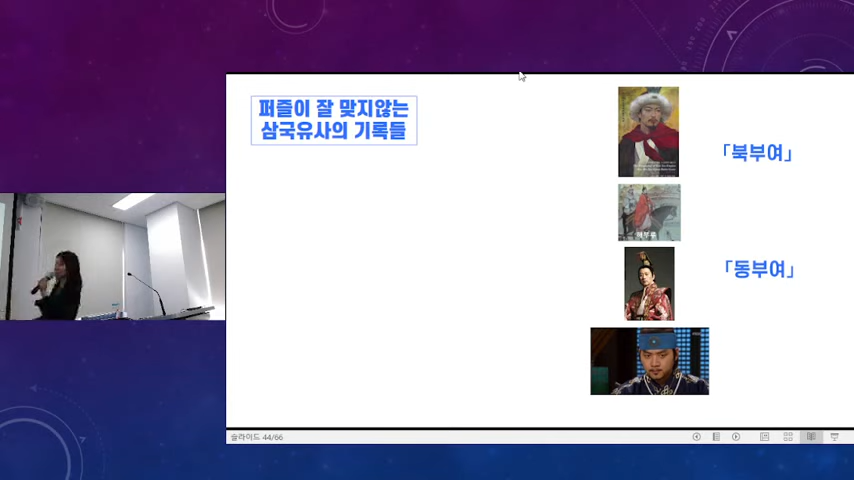 퍼즐이 잘 맞지않는
삼국유사의 기록들
「북부여」
해부루
「동부여」
슬라이드 44/66